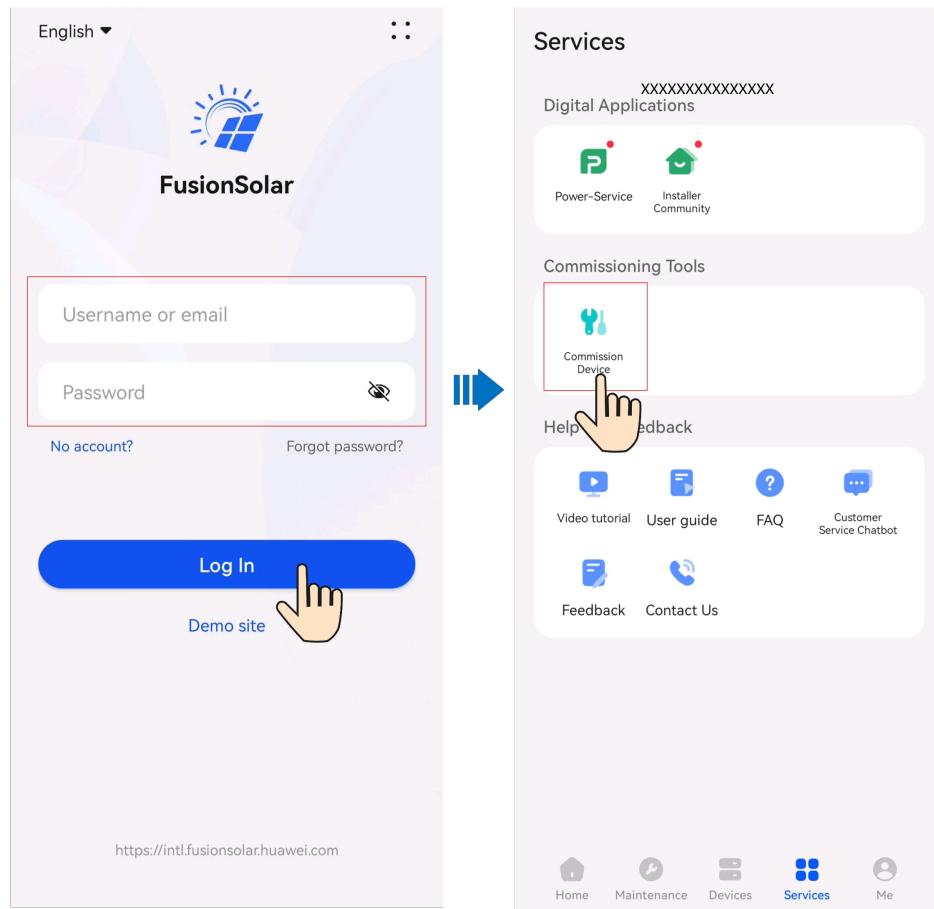 English
FusionSolar
Username or email
Password
No account?
Forgot password?
Log In
Demo site
https://intl.fusionsolar.huawei.com
Services
XXXXXXXXXXXXXXX
Digital Applications
Power-Service
Installer
Community
Commissioning Tools
Commission
Device
Help
edback
Video tutorial
User guide
FAQ
Customer
Service Chatbot
Feedback
Contact Us
Home
Maintenance
Devices
Services
Me